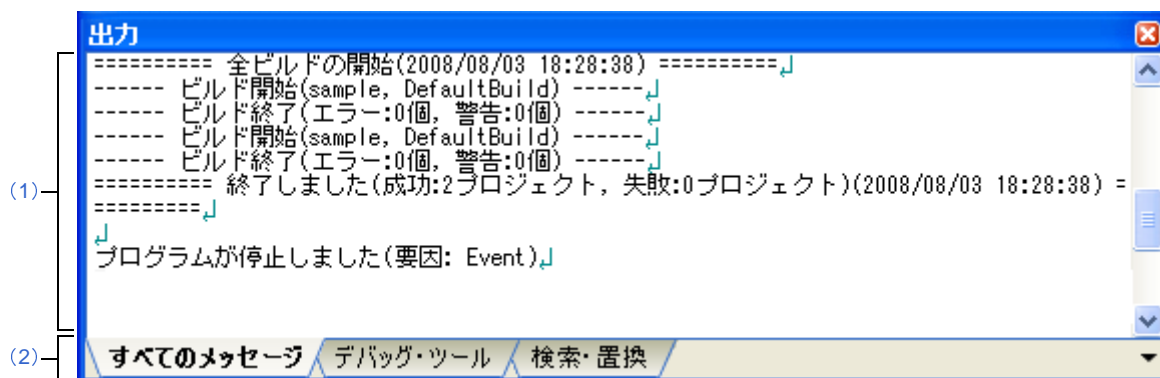 出力
========== 全ビルドの開始(2008/08/03 18:28:38) ==========↲
------ ビルド開始(sample, DefaultBuild) ------↲
------ ビルド終了(エラー:0個, 警告:0個) ------↲
------ ビルド開始(sample, DefaultBuild) ------↲
------ ビルド終了(エラー:0個, 警告:0個) ------↲
========== 終了しました(成功:2プロジェクト, 失敗:0プロジェクト)(2008/08/03 18:28:38) =
=========↲
↲
プログラムが停止しました(要因: Event)↲
(1)
(2)
すべてのメッセージ デバッグ・ツール 検索・置換